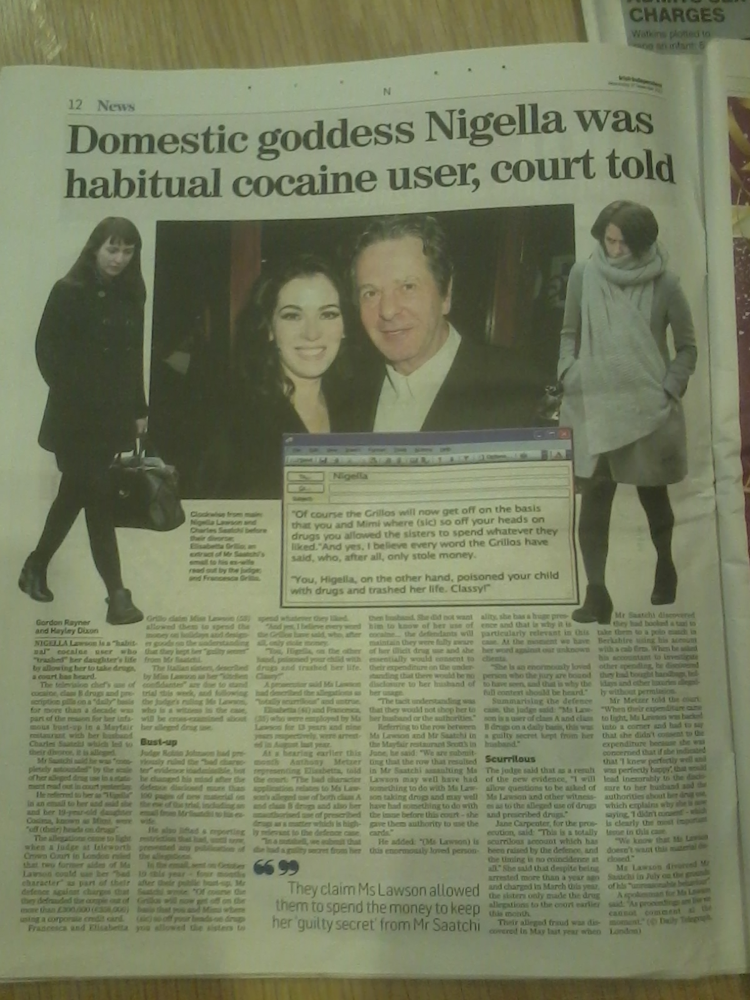 CHARGES
Watkins plotted to
12 News
N
Irish Independent
Domestic goddess Nigella was
habitual cocaine user, court told
Clockwise from main:
Nigella Lawson and
Charles Saatchi before
their divorce;
Elisabetta Grillo; an
extract of Mr Saatchi's
email to his ex-wife
read out by the judge;
and Francesca Grillo.
To...
Nigella
Cc...
Subject:
"Of course the Grillos will now get off on the basis
that you and Mimi where (sic) so off your heads on
drugs you allowed the sisters to spend whatever they
liked."And yes, I believe every word the Grillos have
said, who, after all, only stole money.
"You, Higella, on the other hand, poisoned your child
with drugs and trashed her life. Classy!"
Gordon Rayner
and Hayley Dixon
NIGELLA Lawson is a "habit-
ual" cocaine user who
"trashed" her daughter's life
by allowing her to take drugs,
a court has heard.
The television chef's use of
cocaine, class B drugs and pre-
scription pills on a "daily" basis
for more than a decade was
part of the reason for her infa-
mous bust-up in a Mayfair
restaurant with her husband
Charles Saatchi which led to
their divorce, it is alleged.
Mr Saatchi said he was "com-
pletely astounded" by the scale
of her alleged drug use in a state-
ment read out in court yesterday.
He referred to her as "Higella"
in an email to her and said she
and her 19-year-old daughter
Cosima, known as Mimi, were
"off (their) heads on drugs".
The allegations came to light
when a judge at Isleworth
Crown Court in London ruled
that two former aides of Ms
Lawson could use her "bad
character" as part of their
defence against charges that
they defrauded the couple out of
more than £300,000
using a corporate credit card.
Francesca and Elisabetta
Grillo claim Miss Lawson (53)
allowed them to spend the
money on holidays and design-
er goods on the understanding
that they kept her "guilty secret"
from Mr Saatchi.
The Italian sisters, described
by Miss Lawson as her "kitchen
confidantes" are due to stand
trial this week, and following
the judge's ruling Ms Lawson,
who is a witness in the case,
will be cross-examined about
her alleged drug use.
Bust-up
Judge Robin Johnson had pre-
viously ruled the "bad charac-
ter" evidence inadmissible, but
he changed his mind after the
defence disclosed more than
100 pages of new material on
the eve of the trial, including an
email from Mr Saatchi to his ex-
wife.
He also lifted a reporting
restriction that had, until now,
prevented any publication of
the allegations.
In the email, sent on October
10 this year – four months
after their public bust-up, Mr
Saatchi wrote: "Of course the
Grillos will now get off on the
basis that you and Mimi where
(sic) so off your heads on drugs
you allowed the sisters to
spend whatever they liked.
"And yes, I believe every word
the Grillos have said, who, after
all, only stole money.
"You, Higella, on the other
hand, poisoned your child with
drugs and trashed her life.
Classy!"
A prosecutor said Ms Lawson
had described the allegations as
"totally scurrilous" and untrue.
Elisabetta (41) and Francesca,
(35) who were employed by Ms
Lawson for 13 years and nine
years respectively, were arrest-
ed in August last year.
At a hearing earlier this
month Anthony Metzer
representing Elisabetta, told
the court: "The bad character
application relates to Ms Law-
son's alleged use of both class A
and class B drugs and also her
unauthorised use of prescribed
drugs as a matter which is high-
ly relevant to the defence case.
"In a nutshell, we submit that
she had a guilty secret from her
then husband. She did not want
him to know of her use of
cocaine... the defendants will
maintain they were fully aware
of her illicit drug use and she
essentially would consent to
their expenditure on the under-
standing that there would be no
disclosure to her husband of
her usage.
"The tacit understanding was
that they would not shop her to
her husband or the authorities."
Referring to the row between
Ms Lawson and Mr Saatchi in
the Mayfair restaurant Scott's in
June, he said: "We are submit-
ting that the row that resulted
in Mr Saatchi assaulting Ms
Lawson may well have had
something to do with Ms Law-
son taking drugs and may well
have had something to do with
the issue before this court – she
gave them authority to use the
cards."
He added: "(Ms Lawson) is
this enormously loved person-
“ ”
They claim Ms Lawson allowed
them to spend the money to keep
her 'guilty secret' from Mr Saatchi
ality, she has a huge pres-
ence and that is why it is
particularly relevant in this
case. At the moment we have
her word against our unknown
clients.
"She is an enormously loved
person who the jury are bound
to have seen, and that is why the
full context should be heard."
Summarising the defence
case, the judge said: "Ms Law-
son is a user of class A and class
B drugs on a daily basis, this was
a guilty secret kept from her
husband."
Scurrilous
The judge said that as a result
of the new evidence, "I will
allow questions to be asked of
Ms Lawson and other witness-
es as to the alleged use of drugs
and prescribed drugs."
Jane Carpenter, for the pros-
ecution, said: "This is a totally
scurrilous account which has
been raised by the defence, and
the timing is no coincidence at
all." She said that despite being
arrested more than a year ago
and charged in March this year,
the sisters only made the drug
allegations to the court earlier
this month.
Their alleged fraud was dis-
covered in May last year when
Mr Saatchi discovered
they had booked a taxi to
take them to a polo match in
Berkshire using his account
with a cab firm. When he asked
his accountant to investigate
other spending, he discovered
they had bought handbags, hol-
idays and other luxuries alleged-
ly without permission.
Mr Metzer told the court:
"When their expenditure came
to light, Ms Lawson was backed
into a corner and had to say
that she didn't consent to the
expenditure because she was
concerned that if she indicated
that 'I knew perfectly well and
was perfectly happy', that would
lead inexorably to the disclo-
sure to her husband and the
authorities about her drug use,
which explains why she is now
saying, 'I didn't consent' – which
is clearly the most important
issue in this case.
"We know that Ms Lawson
doesn't want this material dis-
closed."
Ms Lawson divorced Mr
Saatchi in July on the grounds
of his "unreasonable behaviour".
A spokesman for Ms Lawson
said: "As proceedings are live we
cannot comment at the
moment." (© Daily Telegraph,
London)